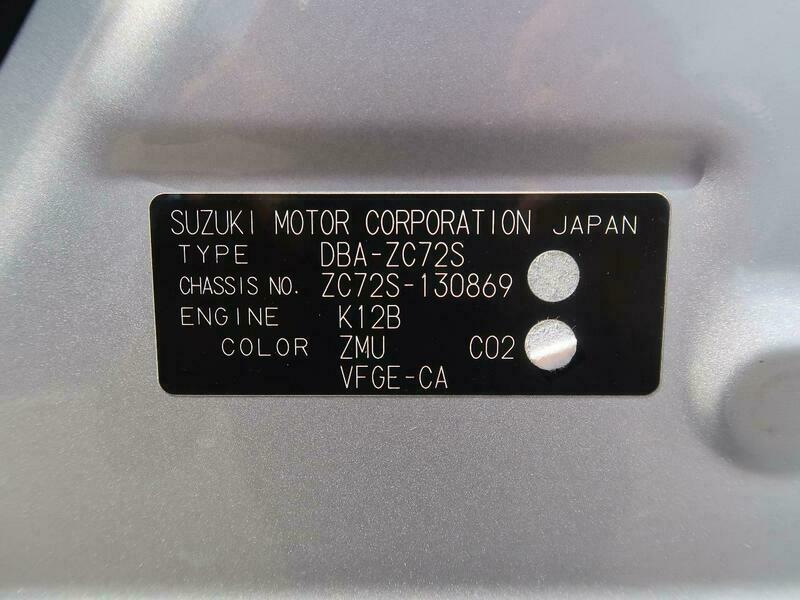 SUZUKI MOTOR CORPORATION JAPAN
TYPE DBA-ZC72S
CHASSIS NO. ZC72S-130869
ENGINE K12B
COLOR ZMU C02
VFGE-CA